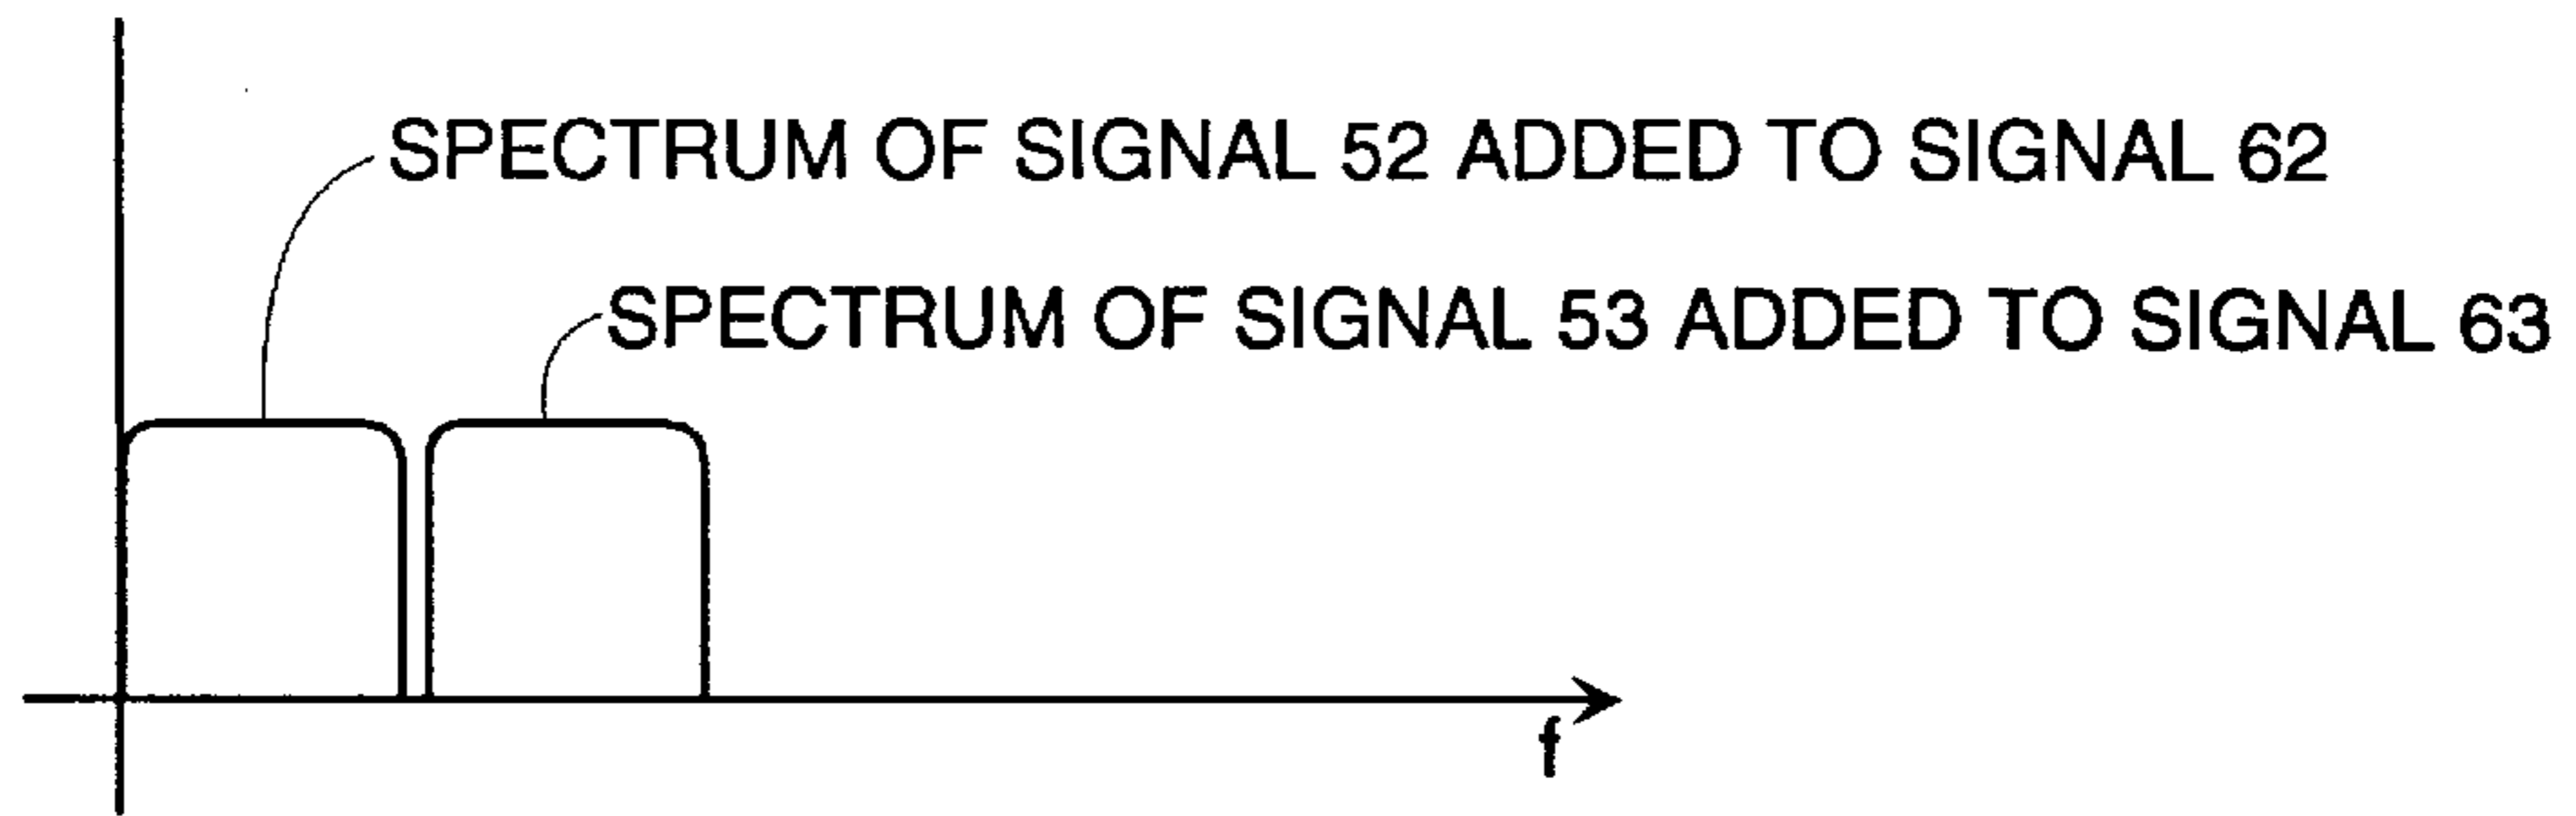 SPECTRUM OF SIGNAL 52 ADDED TO SIGNAL 62
SPECTRUM OF SIGNAL 53 ADDED TO SIGNAL 63
f